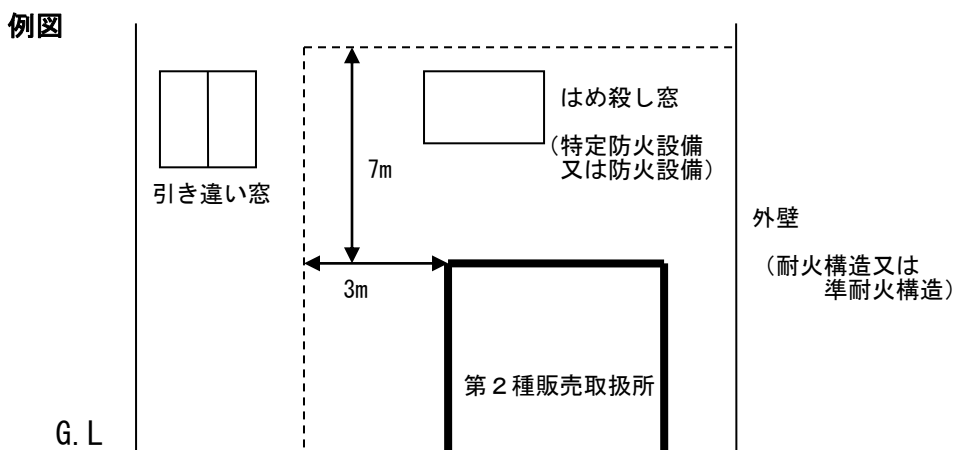 例図
はめ殺し窓
（特定防火設備
又は防火設備）
7m
引き違い窓
外壁
（耐火構造又は
準耐火構造）
3m
第２種販売取扱所
G.L